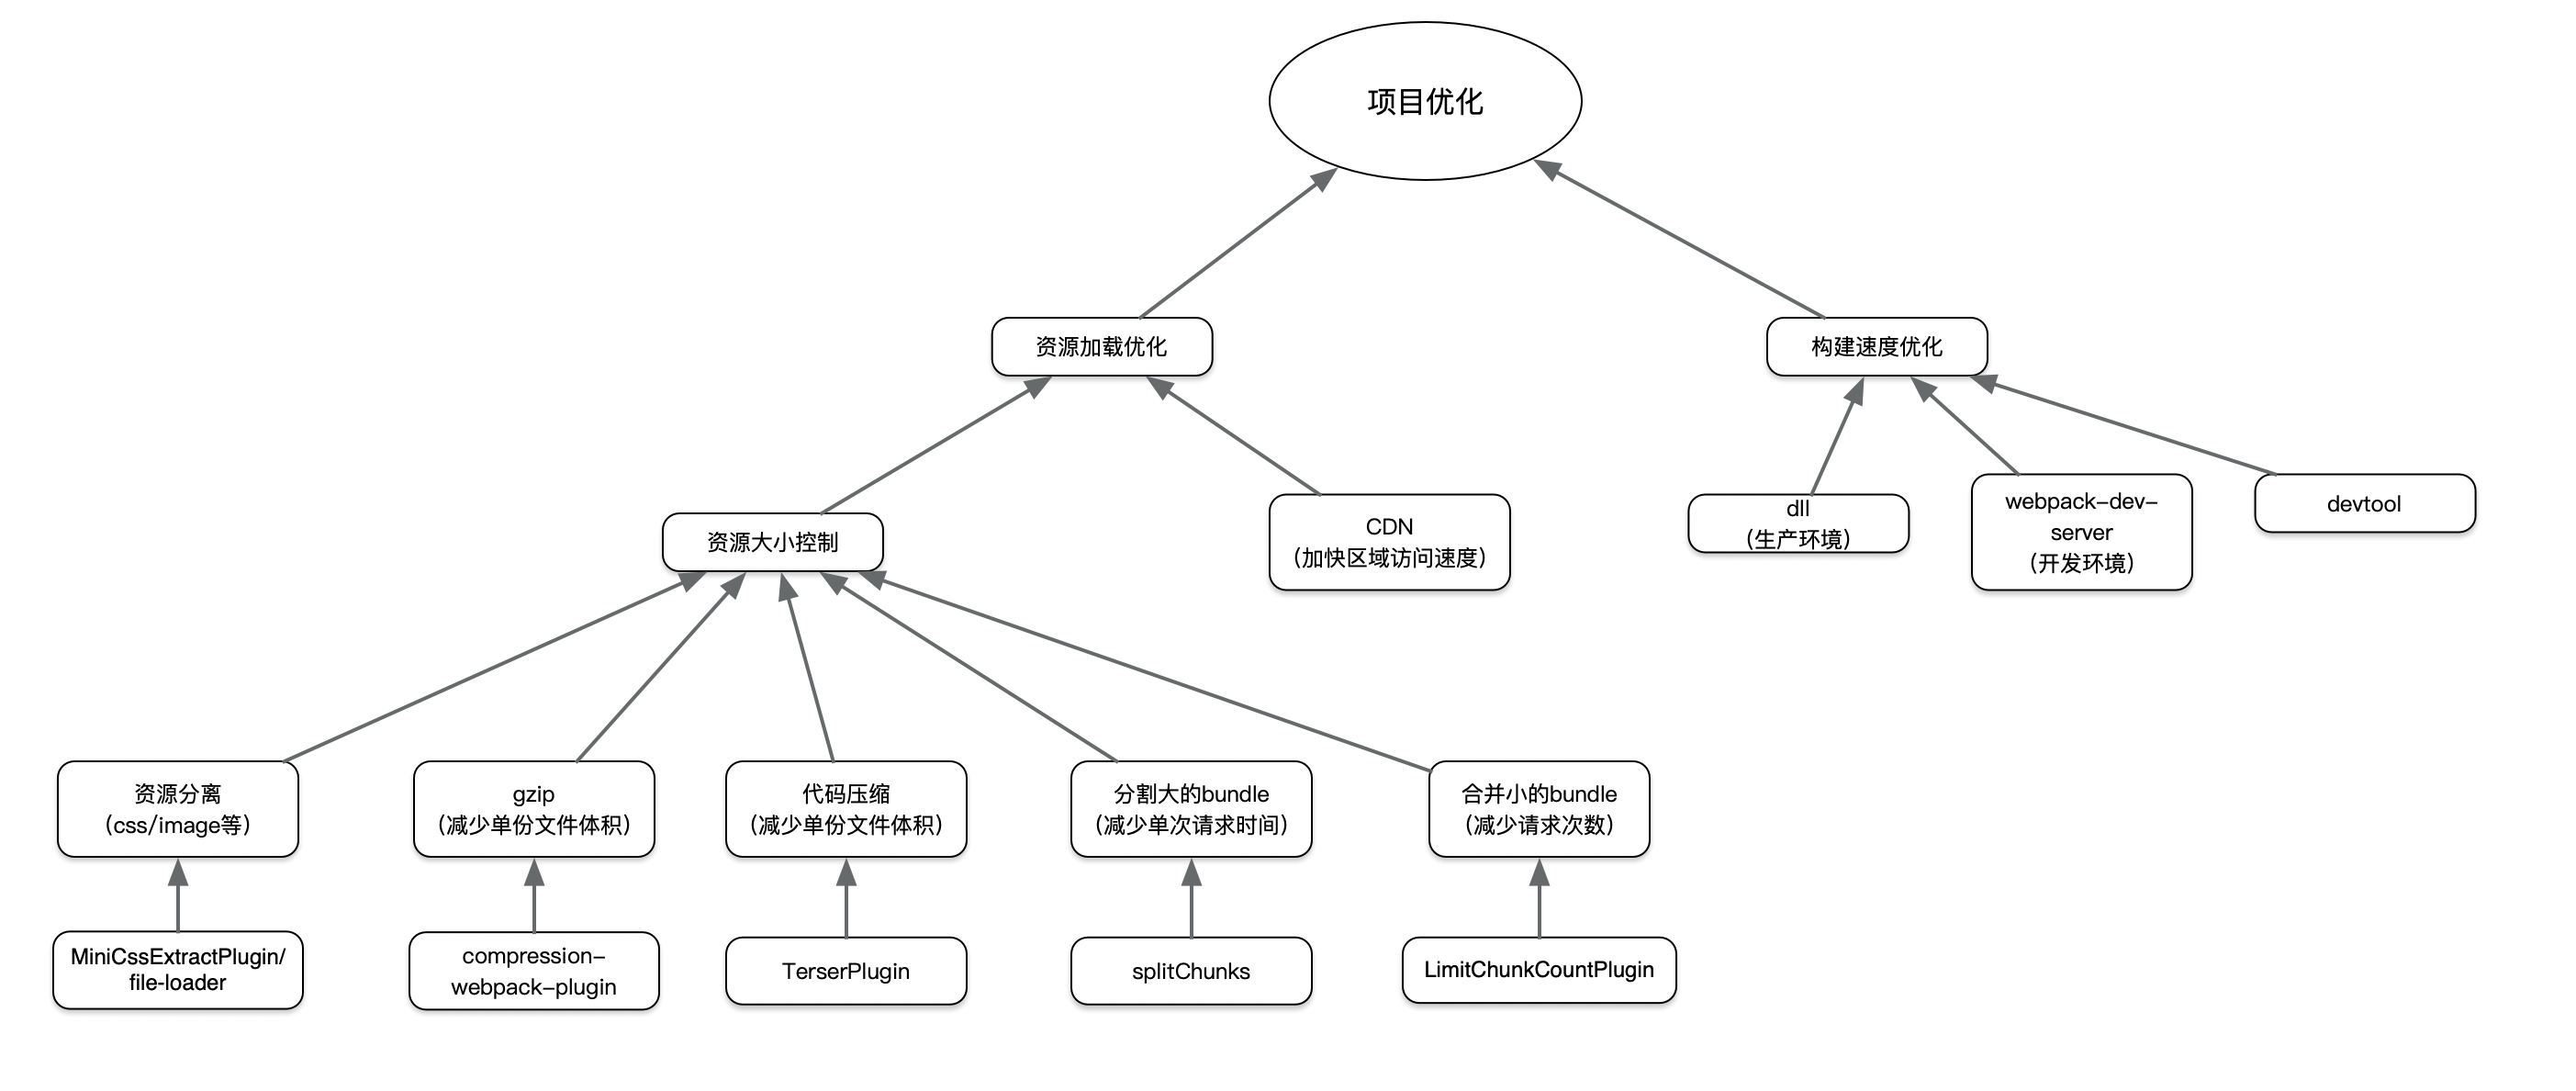 项目优化
资源加载优化
构建速度优化
资源大小控制
CDN
（加快区域访问速度）
dll
（生产环境）
webpack-dev-
server
（开发环境）
devtool
资源分离
（css/image等）
gzip
（减少单份文件体积）
代码压缩
（减少单份文件体积）
分割大的bundle
（减少单次请求时间）
合并小的bundle
（减少请求次数）
MiniCssExtractPlugin/
file-loader
compression-
webpack-plugin
TerserPlugin
splitChunks
LimitChunkCountPlugin